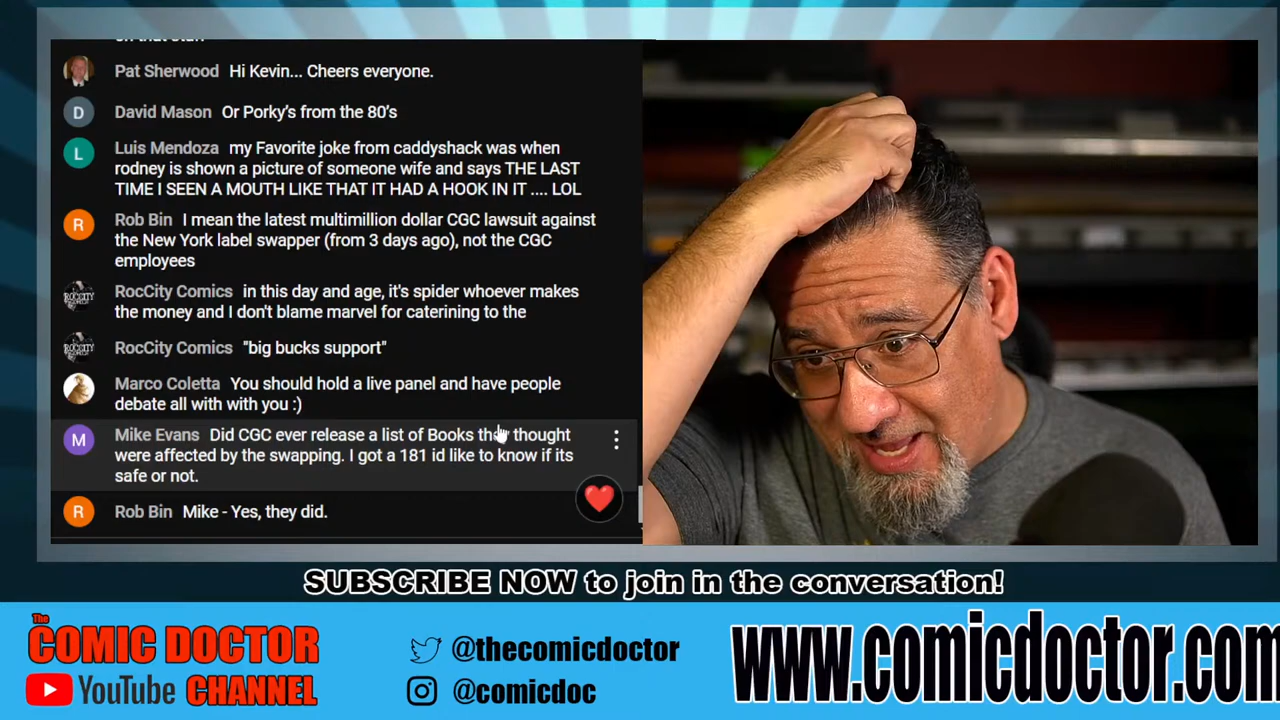 on that stuff
Pat Sherwood Hi Kevin... Cheers everyone.
D David Mason Or Porky's from the 80's
L Luis Mendoza my Favorite joke from caddyshack was when
rodney is shown a picture of someone wife and says THE LAST
TIME I SEEN A MOUTH LIKE THAT IT HAD A HOOK IN IT .... LOL
R Rob Bin I mean the latest multimillion dollar CGC lawsuit against
the New York label swapper (from 3 days ago), not the CGC
employees
ROCCITY RocCity Comics in this day and age, it's spider whoever makes
the money and I don't blame marvel for caterining to the
ROCCITY RocCity Comics "big bucks support"
Marco Coletta You should hold a live panel and have people
debate all with with you :)
M Mike Evans Did CGC ever release a list of Books they thought
were affected by the swapping. I got a 181 id like to know if its
safe or not.
R Rob Bin Mike - Yes, they did.
SUBSCRIBE NOW to join in the conversation!
The
COMIC DOCTOR
YouTube CHANNEL
@thecomicdoctor
@comicdoc
www.comicdoctor.com